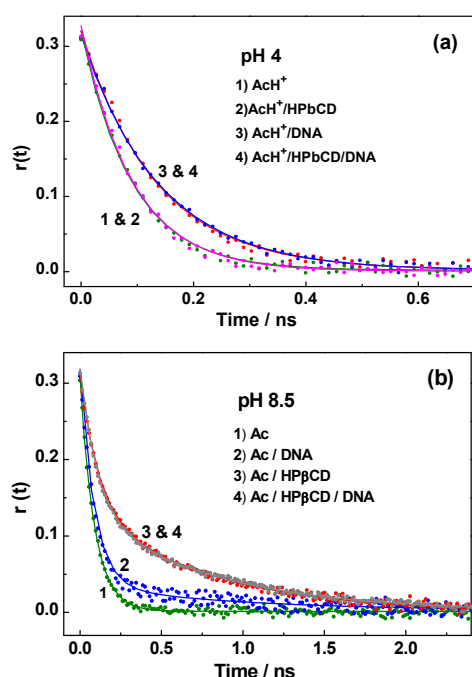 (a)
pH 4
1) AcH⁺
2)AcH⁺/HPbCD
3) AcH⁺/DNA
4) AcH⁺/HPbCD/DNA
3 & 4
1 & 2
r(t)
0.3
0.2
0.1
0.0
0.0 0.2 0.4 0.6
Time / ns
(b)
pH 8.5
1) Ac
2) Ac / DNA
3) Ac / HPβCD
4) Ac / HPβCD / DNA
3 & 4
2
1
r (t)
0.3
0.2
0.1
0.0
0.0 0.5 1.0 1.5 2.0
Time / ns